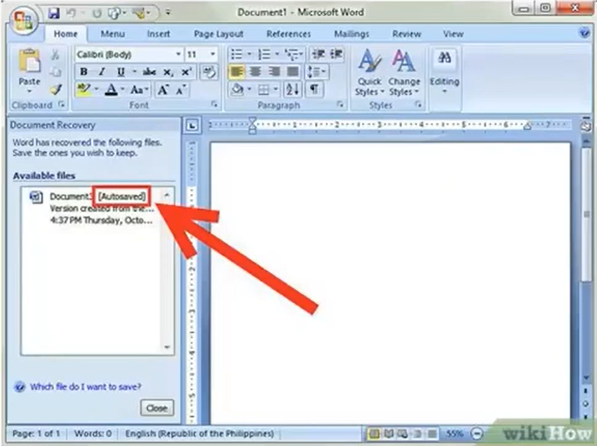 Document1 - Microsoft Word
Home Menu Insert Page Layout References Mailings Review View
Paste
Calibri (Body) 11
B I U abc x₂ x²
Aa A A
Quick Styles
Change Styles
Editing
Clipboard Font Paragraph Styles
Document Recovery
Word has recovered the following files.
Save the ones you wish to keep.
Available files
Document1 [Autosaved]
Version created from the...
4:37 PM Thursday, Octo...
Which file do I want to save?
Close
Page: 1 of 1 Words: 0 English (Republic of the Philippines) 55%
wikiHow